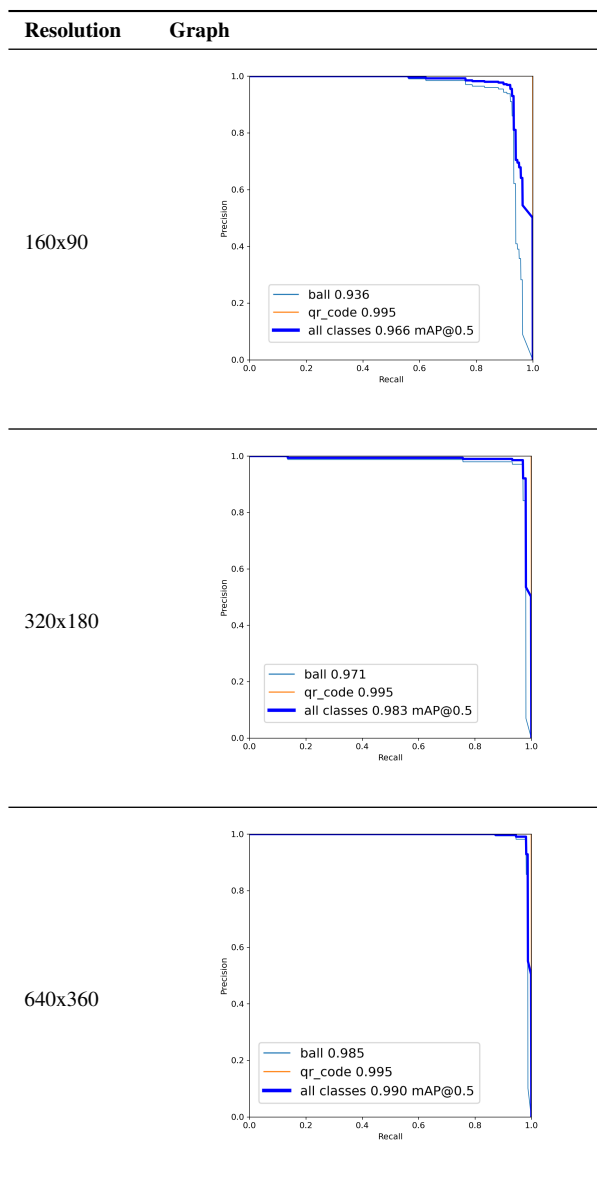 Resolution Graph
160x90
1.0
0.8
0.6
0.4
0.2
0.0
Precision
ball 0.936
qr_code 0.995
all classes 0.966 mAP@0.5
0.0 0.2 0.4 0.6 0.8 1.0
Recall
320x180
1.0
0.8
0.6
0.4
0.2
0.0
Precision
ball 0.971
qr_code 0.995
all classes 0.983 mAP@0.5
0.0 0.2 0.4 0.6 0.8 1.0
Recall
640x360
1.0
0.8
0.6
0.4
0.2
0.0
Precision
ball 0.985
qr_code 0.995
all classes 0.990 mAP@0.5
0.0 0.2 0.4 0.6 0.8 1.0
Recall